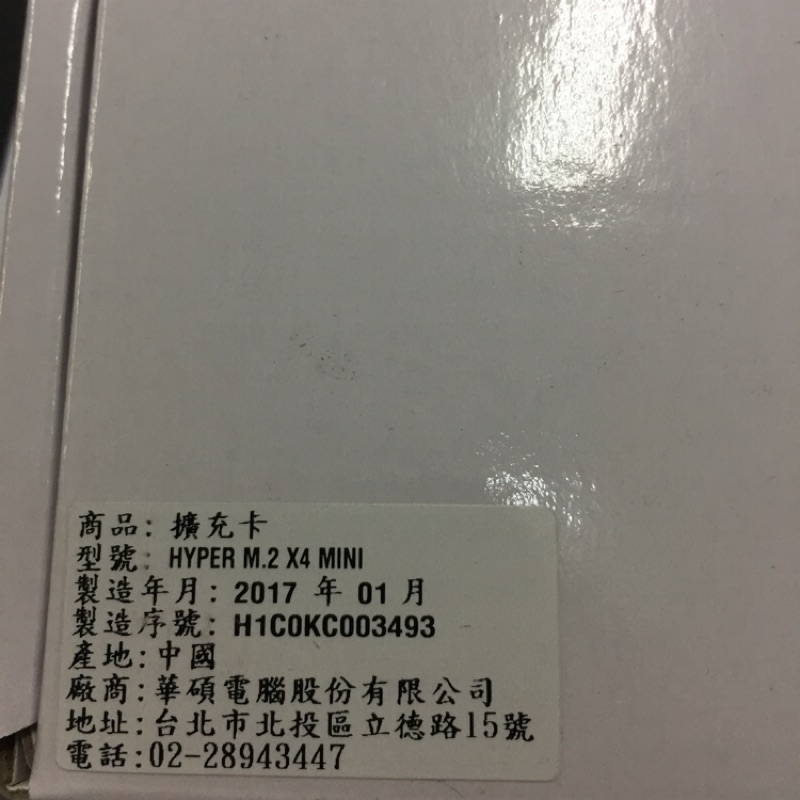 商品: 擴充卡
型號: HYPER M.2 X4 MINI
製造年月: 2017 年 01 月
製造序號: H1C0KC003493
產地:中國
廠商:華碩電腦股份有限公司
地址:台北市北投區立德路15號
電話:02-28943447